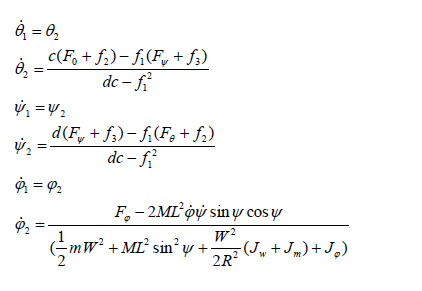 θ̇₁ = θ₂
θ̇₂ = (c(F₀ + f₂) − f₁(F_ψ + f₃)) / (dc − f₁²)
ψ̇₁ = ψ₂
ψ̇₂ = (d(F_ψ + f₃) − f₁(F_θ + f₂)) / (dc − f₁²)
φ̇₁ = φ₂
φ̇₂ = (F_φ − 2ML²φ̇ψ̇ sin ψ cos ψ) / ((1/2)mW² + ML² sin² ψ + (W²/2R²)(J_w + J_m) + J_φ)